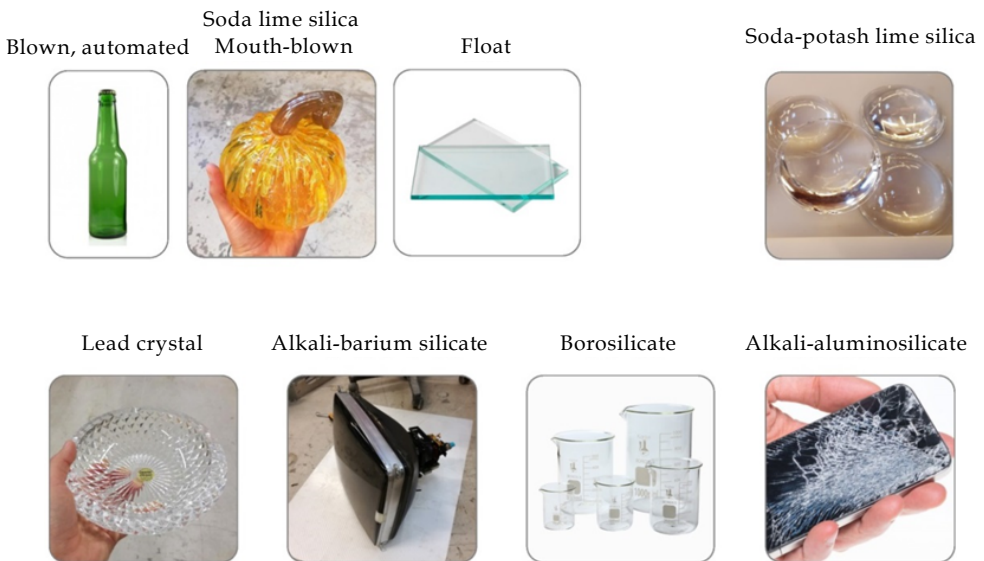 Soda lime silica
Blown, automated
Mouth-blown
Float
Soda-potash lime silica
Lead crystal
Alkali-barium silicate
Borosilicate
Alkali-aluminosilicate